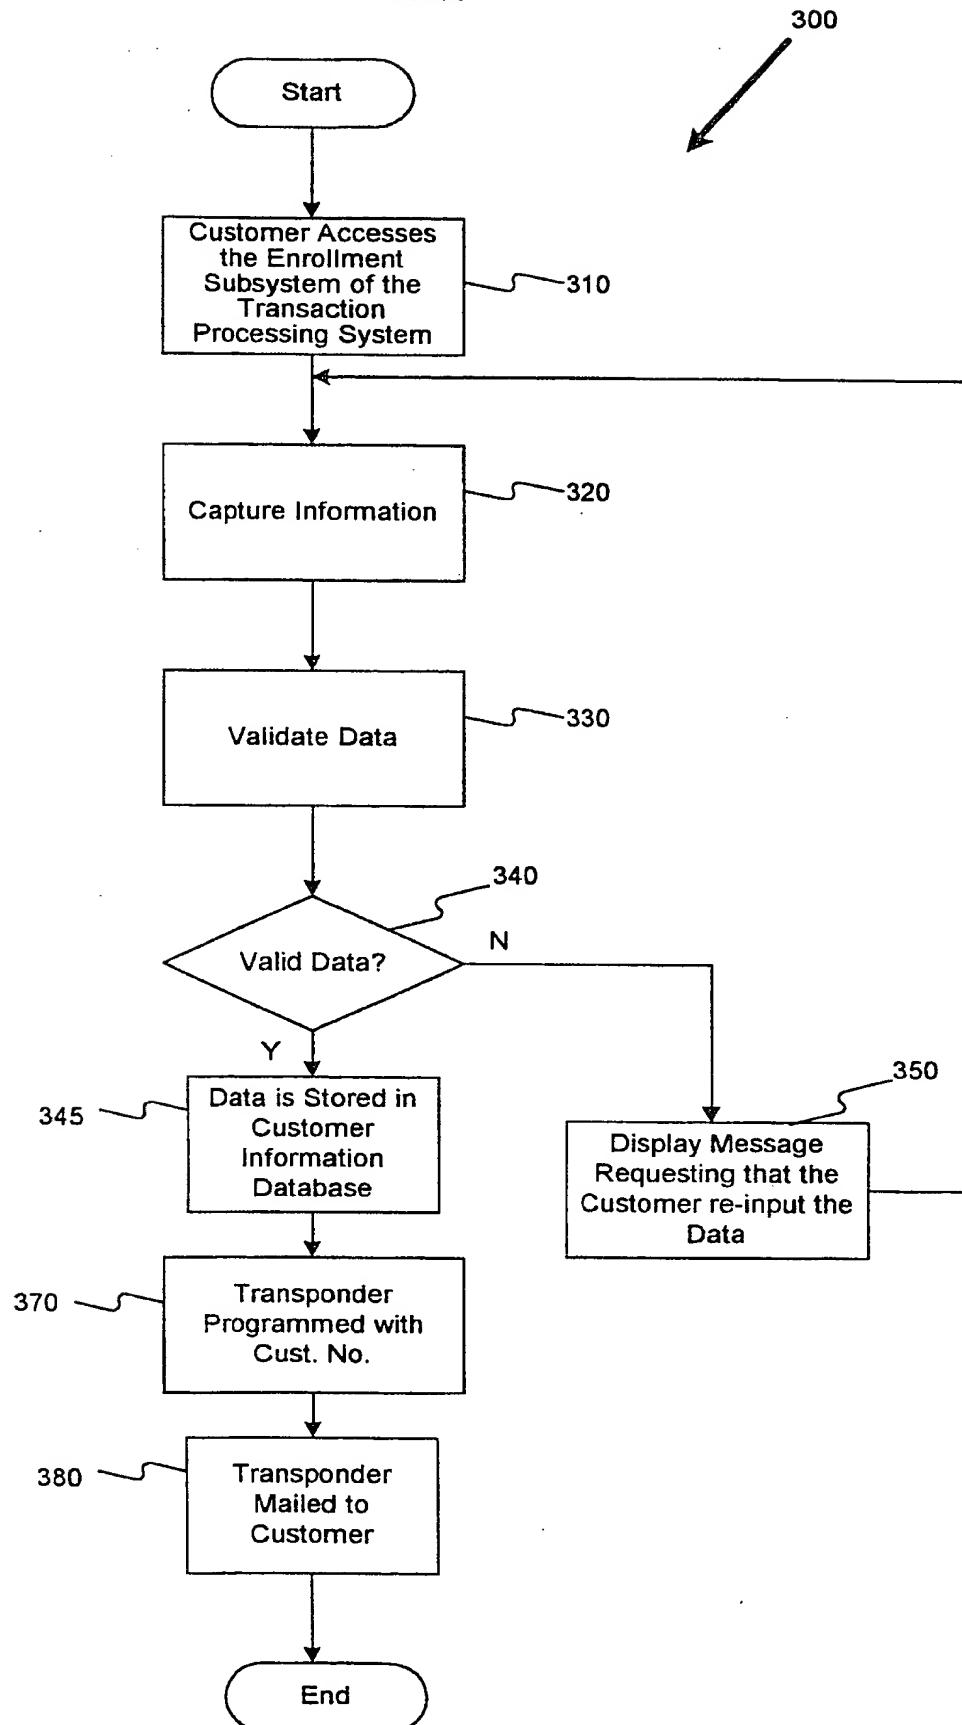 300
Start
Customer Accesses
the Enrollment
Subsystem of the
Transaction
Processing System
310
Capture Information
320
Validate Data
330
340
Valid Data?
N
Y
345
Data is Stored in
Customer
Information
Database
350
Display Message
Requesting that the
Customer re-input the
Data
370
Transponder
Programmed with
Cust. No.
380
Transponder
Mailed to
Customer
End